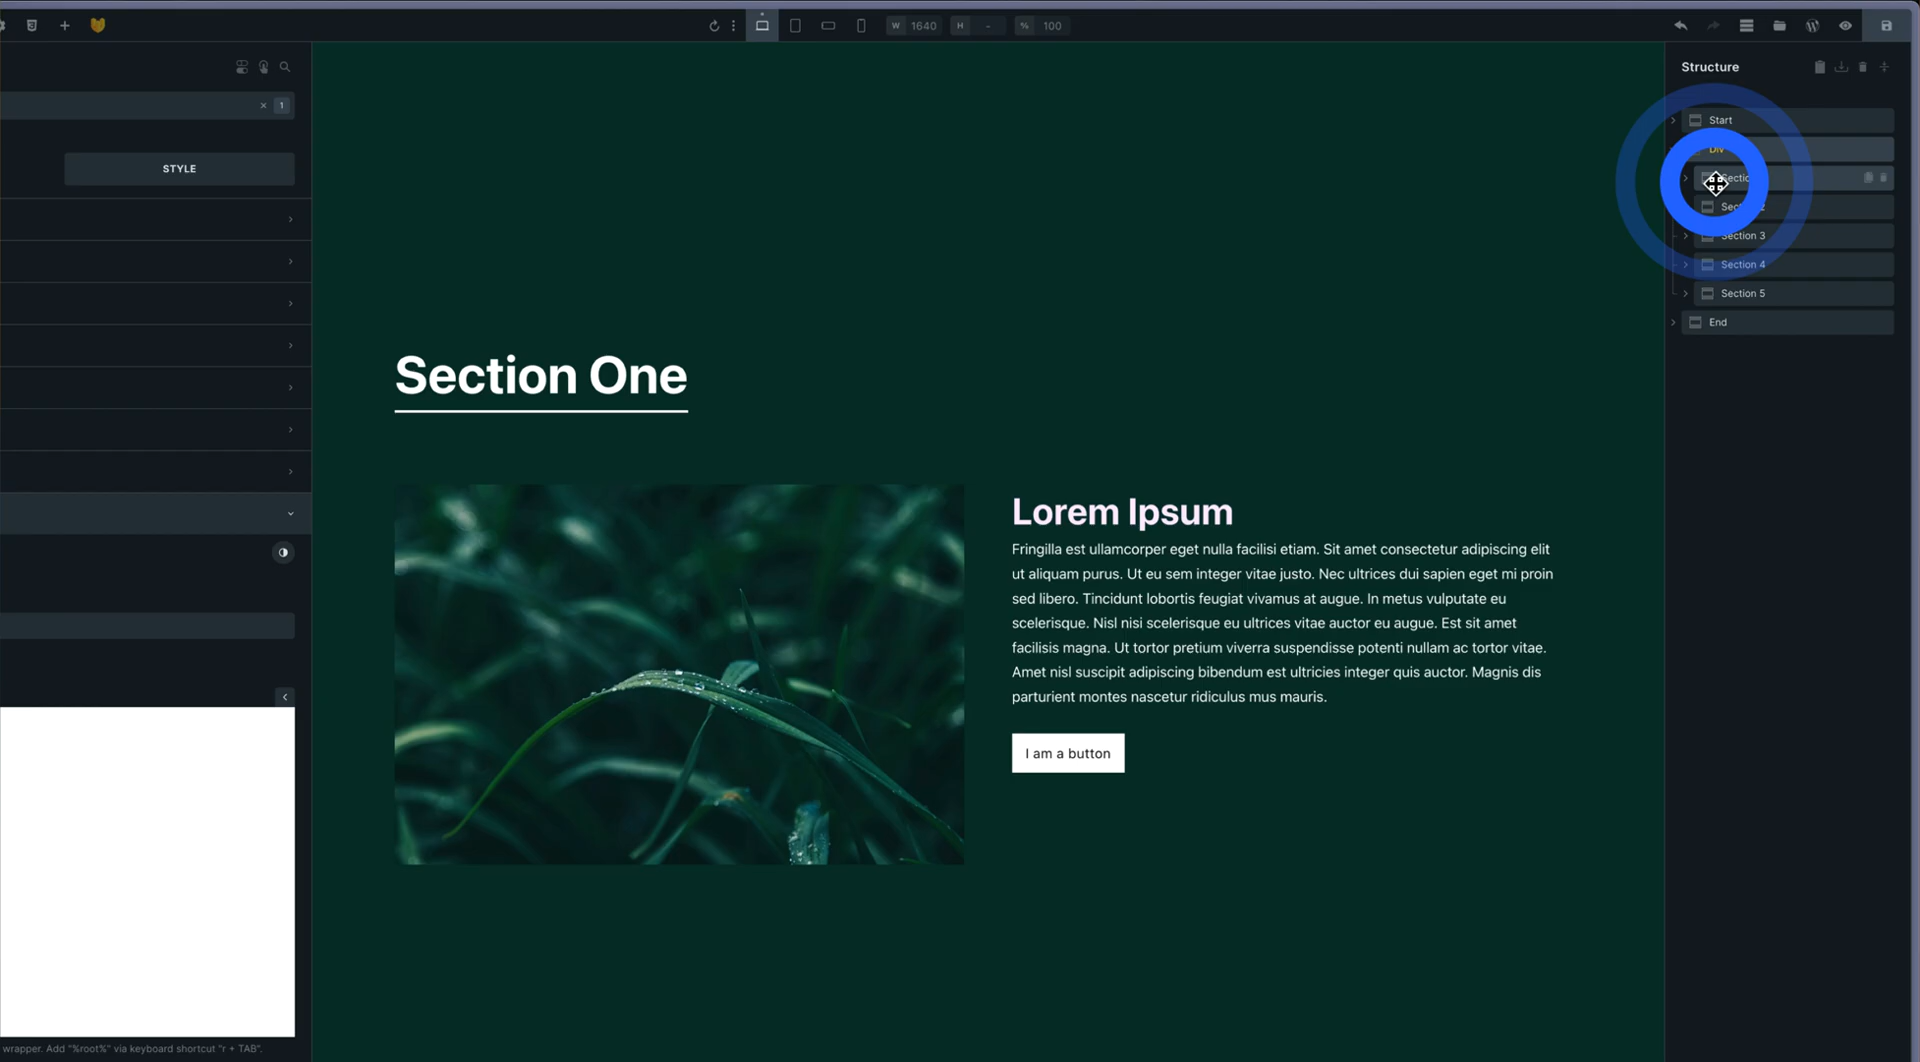 W 1640 H - % 100
Structure
1
STYLE
Start
Div
Section 3
Section 4
Section 5
End
Section One
Lorem Ipsum
Fringilla est ullamcorper eget nulla facilisi etiam. Sit amet consectetur adipiscing elit
ut aliquam purus. Ut eu sem integer vitae justo. Nec ultrices dui sapien eget mi proin
sed libero. Tincidunt lobortis feugiat vivamus at augue. In metus vulputate eu
scelerisque. Nisl nisi scelerisque eu ultrices vitae auctor eu augue. Est sit amet
facilisis magna. Ut tortor pretium viverra suspendisse potenti nullam ac tortor vitae.
Amet nisl suscipit adipiscing bibendum est ultricies integer quis auctor. Magnis dis
parturient montes nascetur ridiculus mus mauris.
I am a button
wrapper. Add "%root%" via keyboard shortcut "r + TAB".